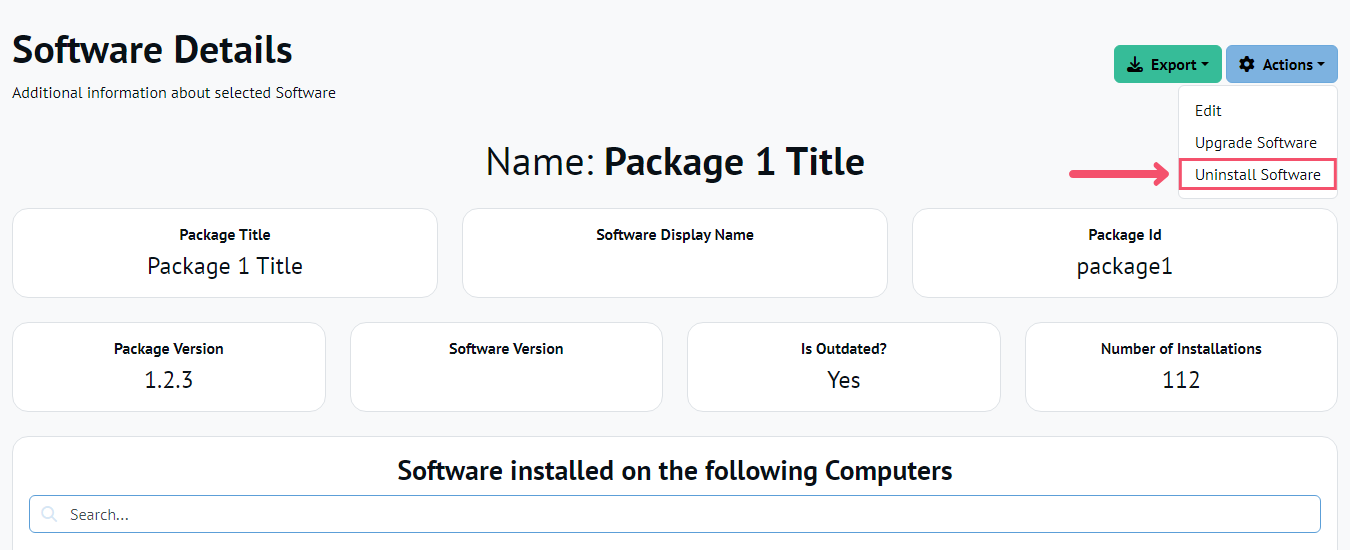 Software Details
Additional information about selected Software
Export
Actions
Edit
Upgrade Software
Uninstall Software
Name: Package 1 Title
Package Title
Package 1 Title
Software Display Name
Package Id
package1
Package Version
1.2.3
Software Version
Is Outdated?
Yes
Number of Installations
112
Software installed on the following Computers
Search...